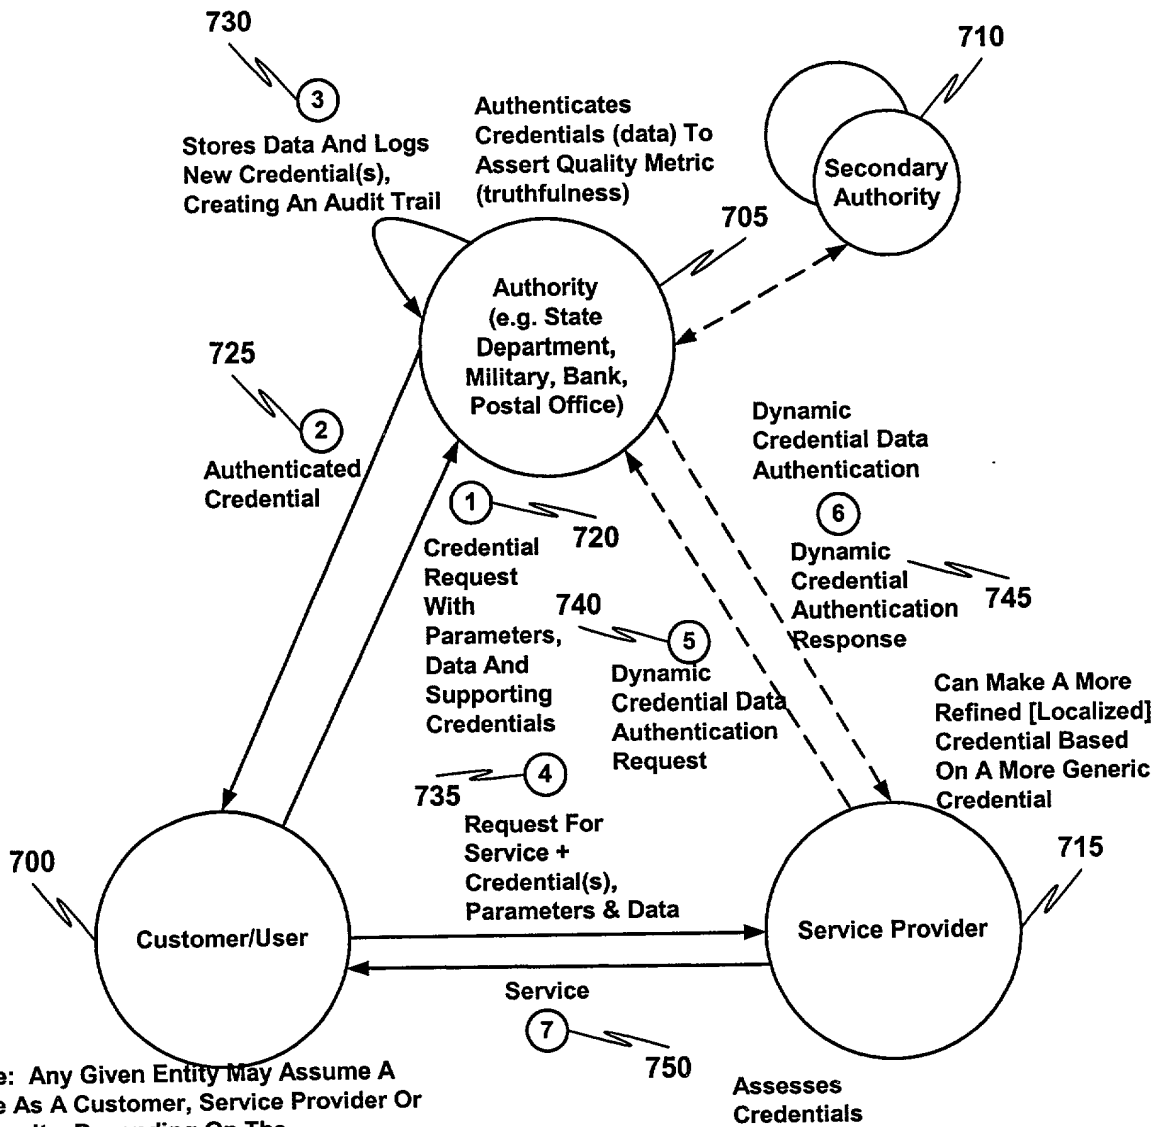 730
710
3
Stores Data And Logs
New Credential(s),
Creating An Audit Trail
Authenticates
Credentials (data) To
Assert Quality Metric
(truthfulness)
Secondary
Authority
705
Authority
(e.g. State
Department,
Military, Bank,
Postal Office)
725
2
Authenticated
Credential
1
720
Credential
Request
With
Parameters,
Data And
Supporting
Credentials
Dynamic
Credential Data
Authentication
6
Dynamic
Credential
Authentication
Response
745
740
5
Dynamic
Credential Data
Authentication
Request
Can Make A More
Refined [Localized]
Credential Based
On A More Generic
Credential
4
735
Request For
Service +
Credential(s),
Parameters & Data
700
715
Customer/User
Service Provider
Service
7
750
e: Any Given Entity May Assume A
e As A Customer, Service Provider Or
Assesses
Credentials